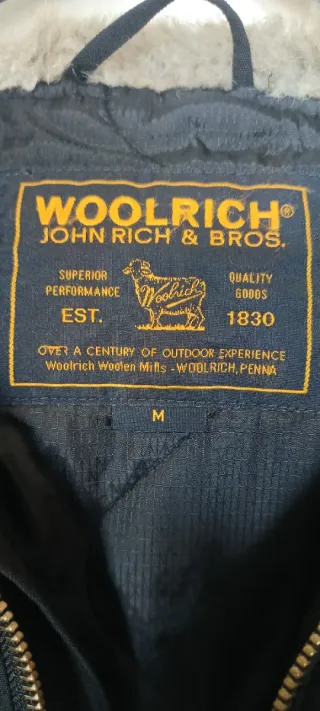 WOOLRICH®
JOHN RICH & BROS.
SUPERIOR PERFORMANCE
Woolrich
QUALITY GOODS
EST. 1830
OVER A CENTURY OF OUTDOOR EXPERIENCE
Woolrich Woolen Mills - WOOLRICH, PENNA
M